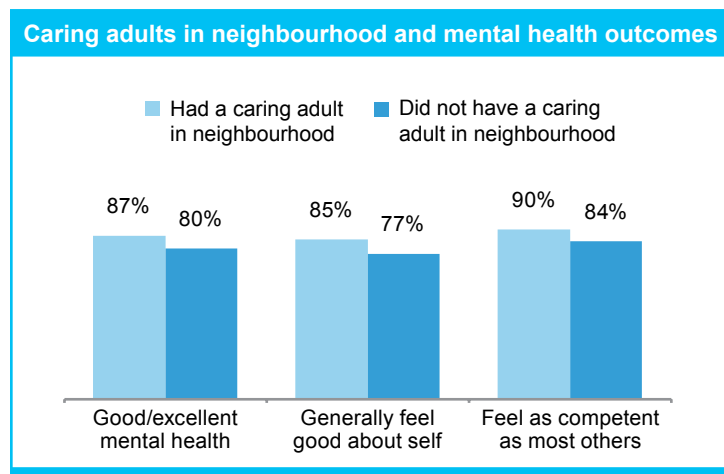 Caring adults in neighbourhood and mental health outcomes
Had a caring adult
in neighbourhood
Did not have a caring
adult in neighbourhood
87%
80%
85%
77%
90%
84%
Good/excellent
mental health
Generally feel
good about self
Feel as competent
as most others